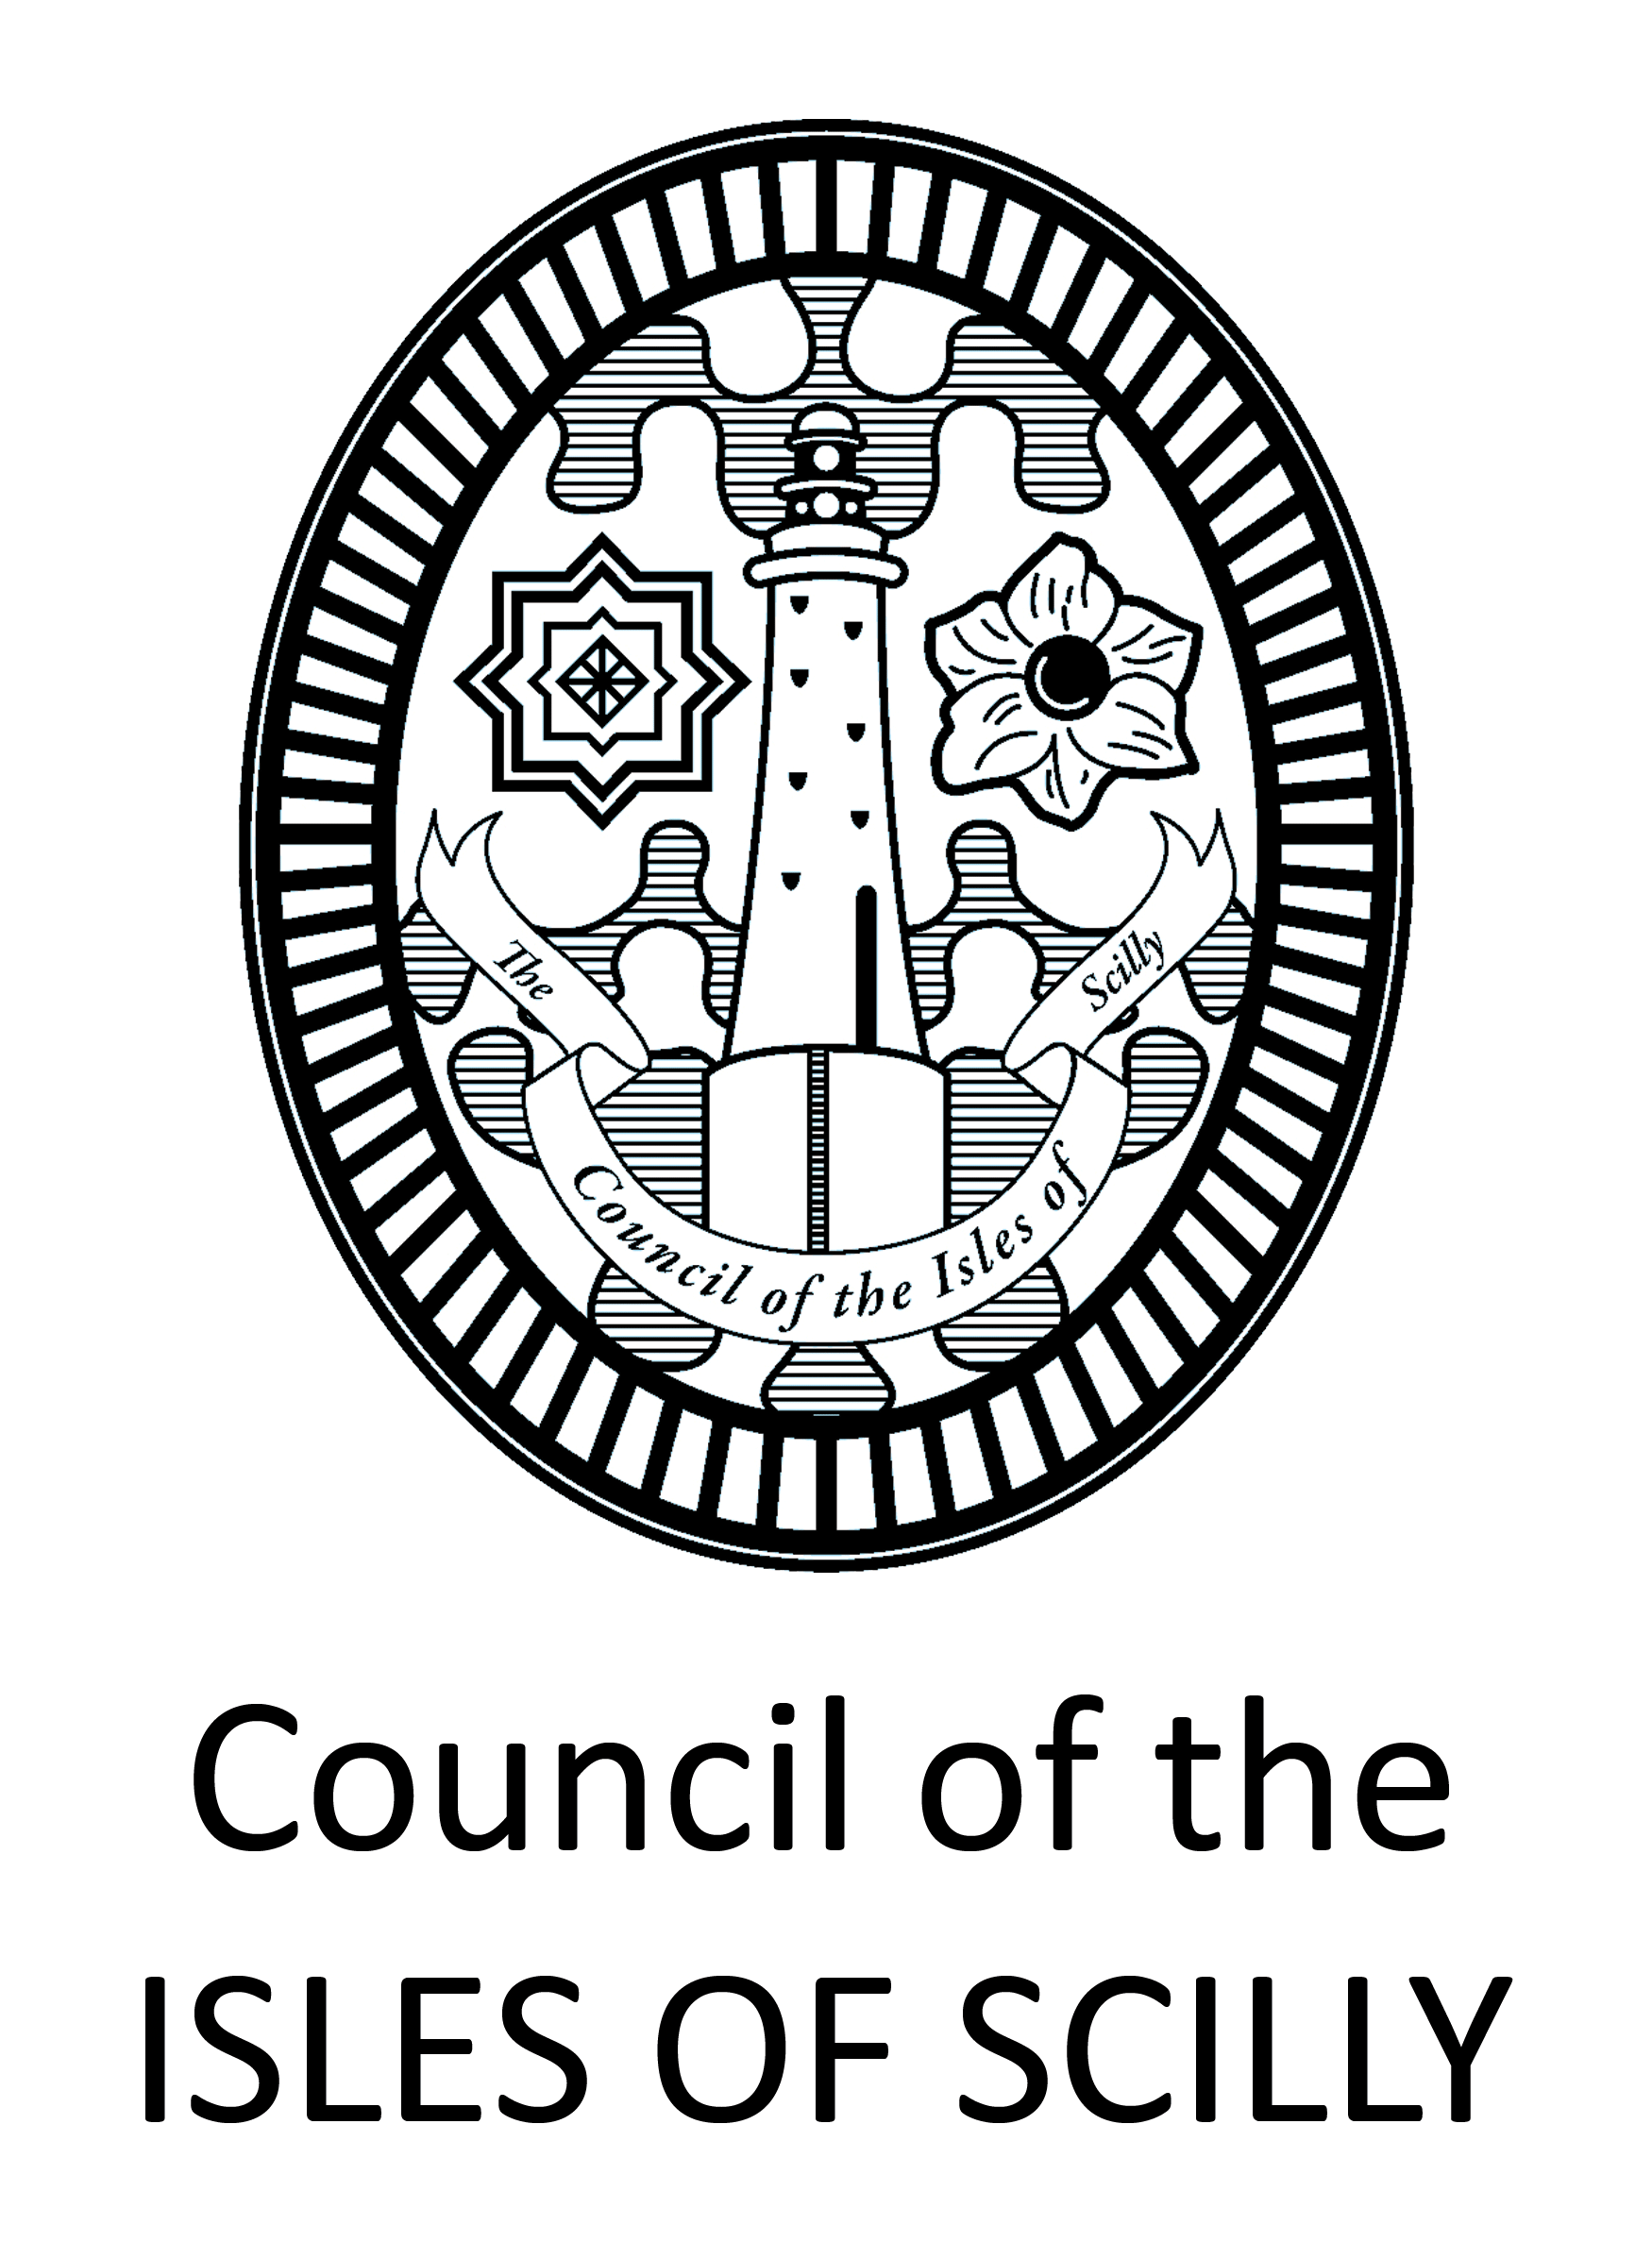 The
Council of the Isles of
Scilly
Council of the
ISLES OF SCILLY